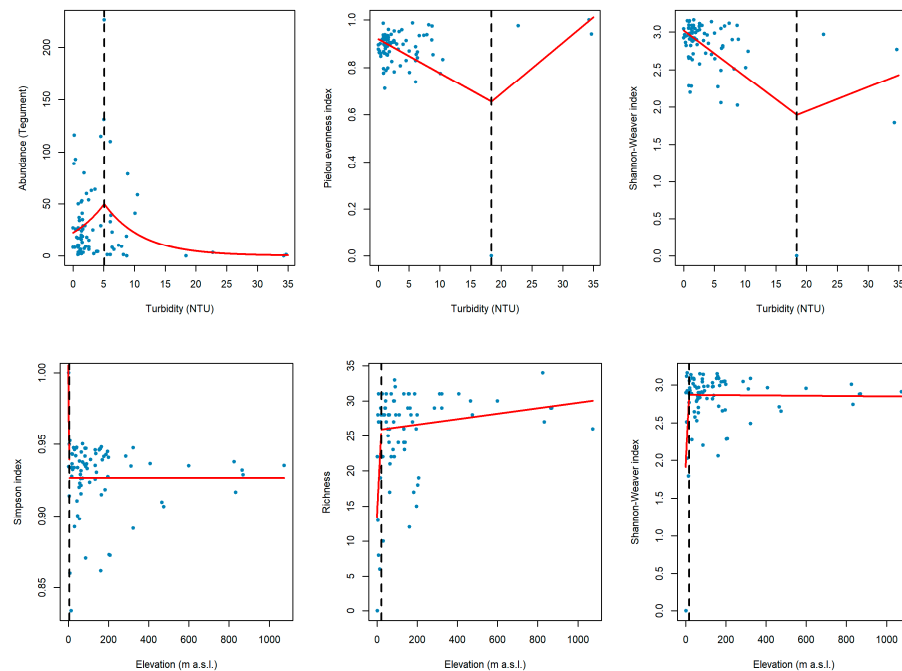 Abundance (Tegument)
0 50 100 150 200
0 5 10 15 20 25 30 35
Turbidity (NTU)
Pielou evenness index
0.0 0.2 0.4 0.6 0.8 1.0
0 5 10 15 20 25 30 35
Turbidity (NTU)
Shannon-Weaver index
0.0 0.5 1.0 1.5 2.0 2.5 3.0
0 5 10 15 20 25 30 35
Turbidity (NTU)
Simpson index
0.85 0.90 0.95 1.00
0 200 400 600 800 1000
Elevation (m a.s.l.)
Richness
0 5 10 15 20 25 30 35
0 200 400 600 800 1000
Elevation (m a.s.l.)
Shannon-Weaver index
0.0 0.5 1.0 1.5 2.0 2.5 3.0
0 200 400 600 800 1000
Elevation (m a.s.l.)